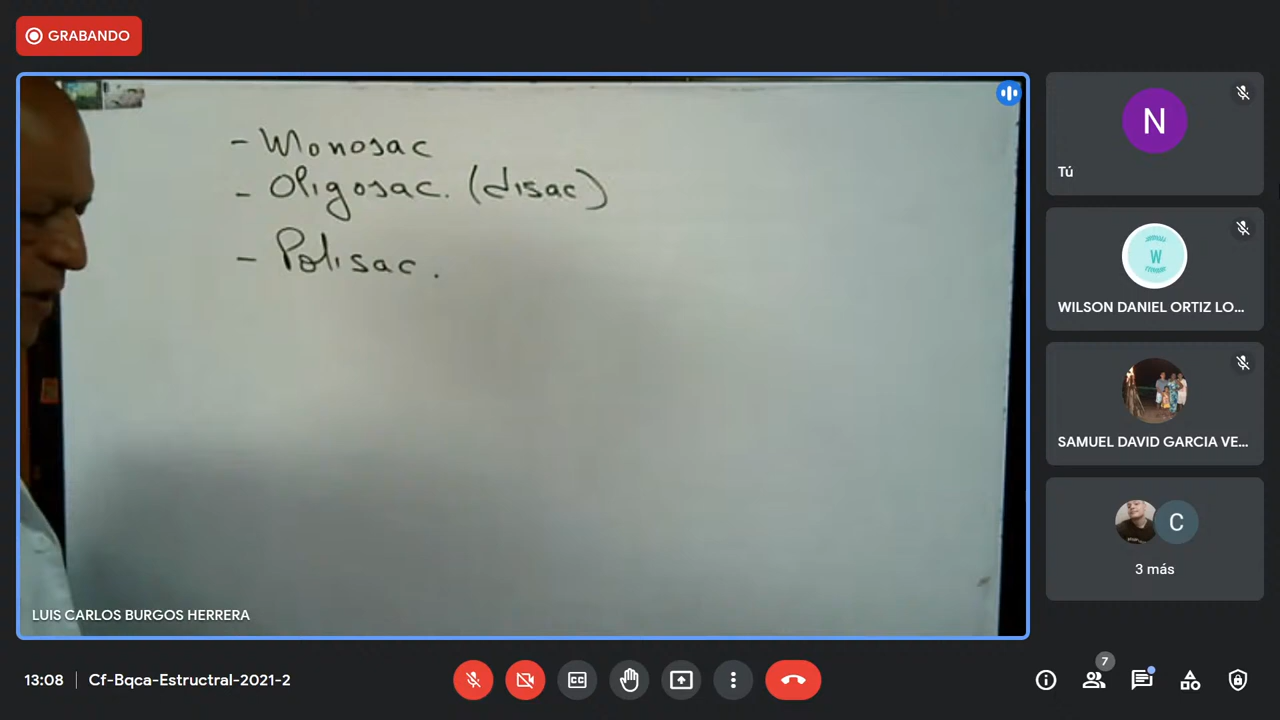 GRABANDO
- Monosac
- Oligosac. (disac)
- Polisac.
LUIS CARLOS BURGOS HERRERA
N
Tú
W
WILSON DANIEL ORTIZ LO...
SAMUEL DAVID GARCIA VE...
C
3 más
13:08 | Cf-Bqca-Estructral-2021-2
CC
7